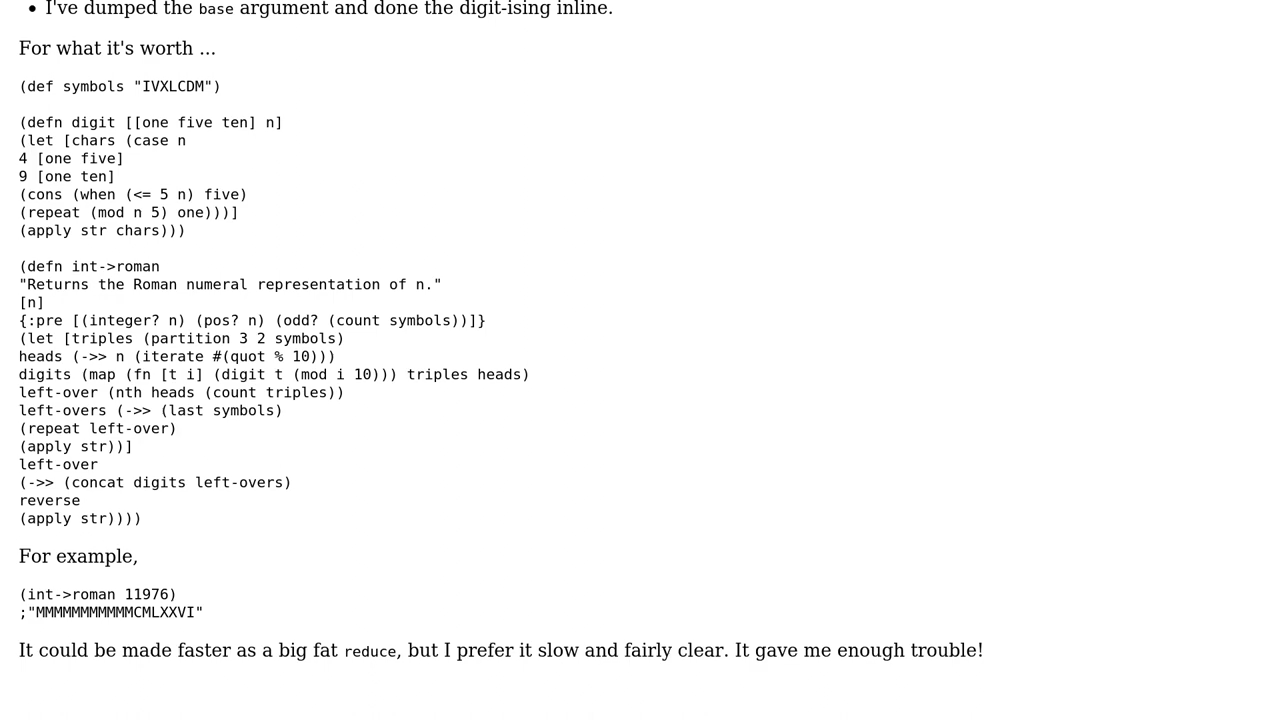 • I've dumped the base argument and done the digit-ising inline.
For what it's worth ...
(def symbols "IVXLCDM")
(defn digit [[one five ten] n]
(let [chars (case n
4 [one five]
9 [one ten]
(cons (when (<= 5 n) five)
(repeat (mod n 5) one)))]
(apply str chars)))
(defn int->roman
"Returns the Roman numeral representation of n."
[n]
{:pre [(integer? n) (pos? n) (odd? (count symbols))]}
(let [triples (partition 3 2 symbols)
heads (->> n (iterate #(quot % 10)))
digits (map (fn [t i] (digit t (mod i 10))) triples heads)
left-over (nth heads (count triples))
left-overs (->> (last symbols)
(repeat left-over)
(apply str))]
left-over
(->> (concat digits left-overs)
reverse
(apply str))))
For example,
(int->roman 11976)
;"MMMMMMMMMMMCMLXXVI"
It could be made faster as a big fat reduce, but I prefer it slow and fairly clear. It gave me enough trouble!